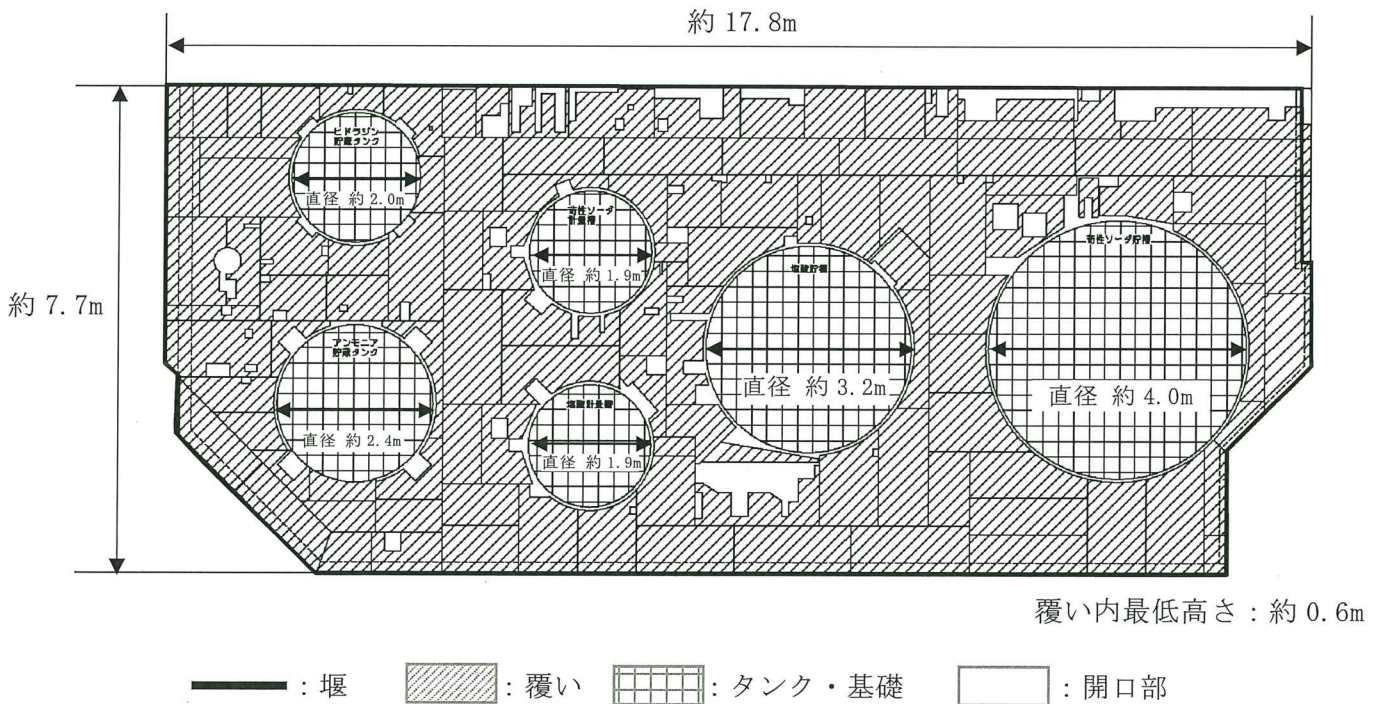 約 17.8m
約 7.7m
ヒドラジン
貯蔵タンク
直径 約 2.0m
苛性ソーダ
計量槽
直径 約 1.9m
塩酸貯槽
直径 約 3.2m
苛性ソーダ貯槽
直径 約 4.0m
アンモニア
貯蔵タンク
直径 約 2.4m
塩酸計量槽
直径 約 1.9m
覆い内最低高さ：約 0.6m
：堰
：覆い
：タンク・基礎
：開口部